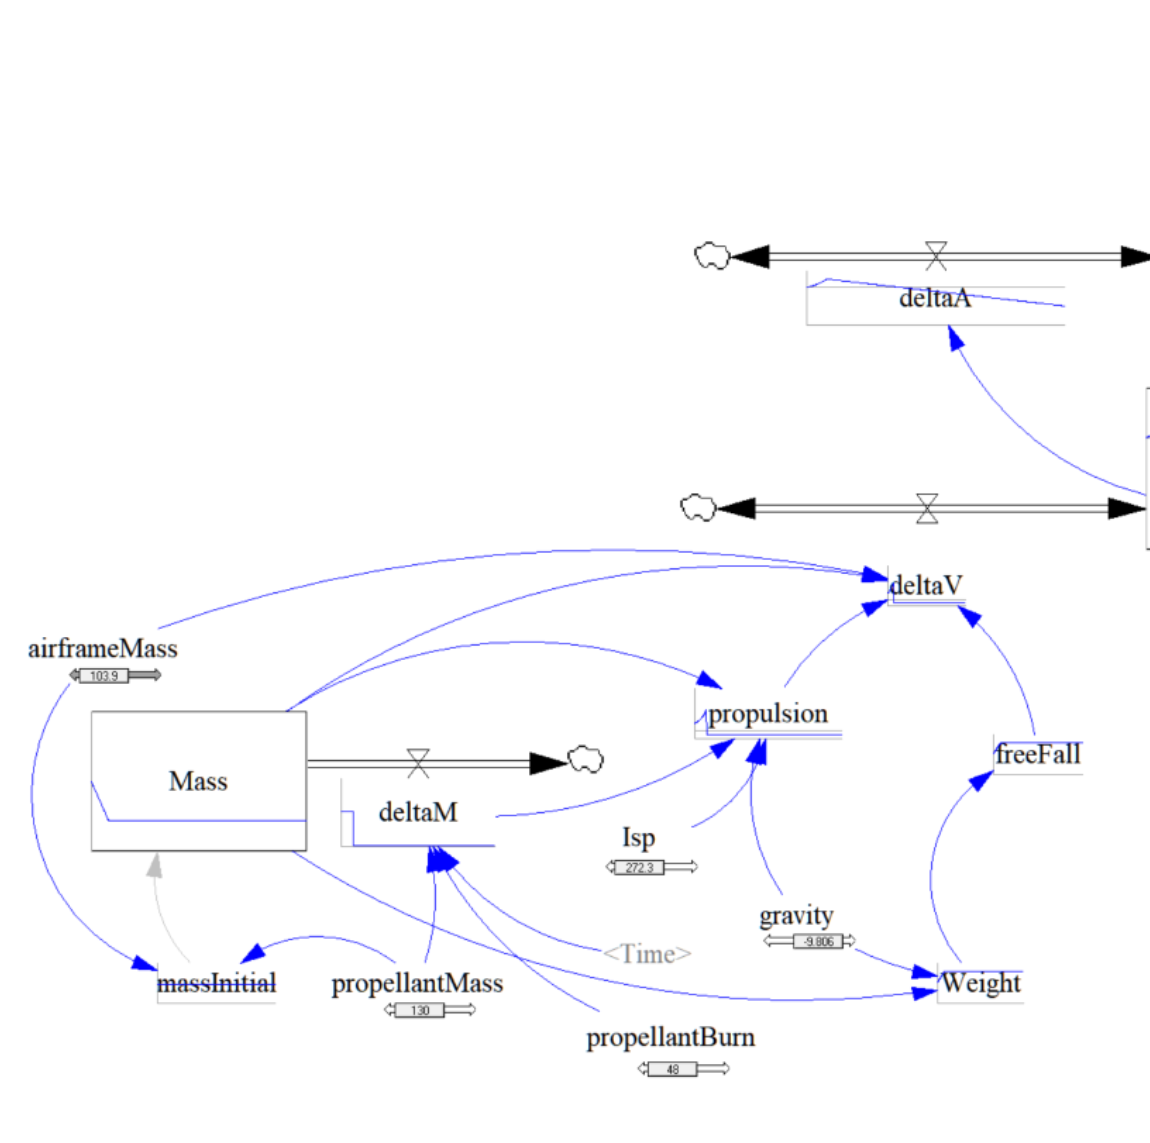 deltaA
deltaV
airframeMass
103.9
propulsion
freeFall
Mass
deltaM
Isp
272.3
gravity
-9.806
<Time>
massInitial
propellantMass
130
Weight
propellantBurn
48